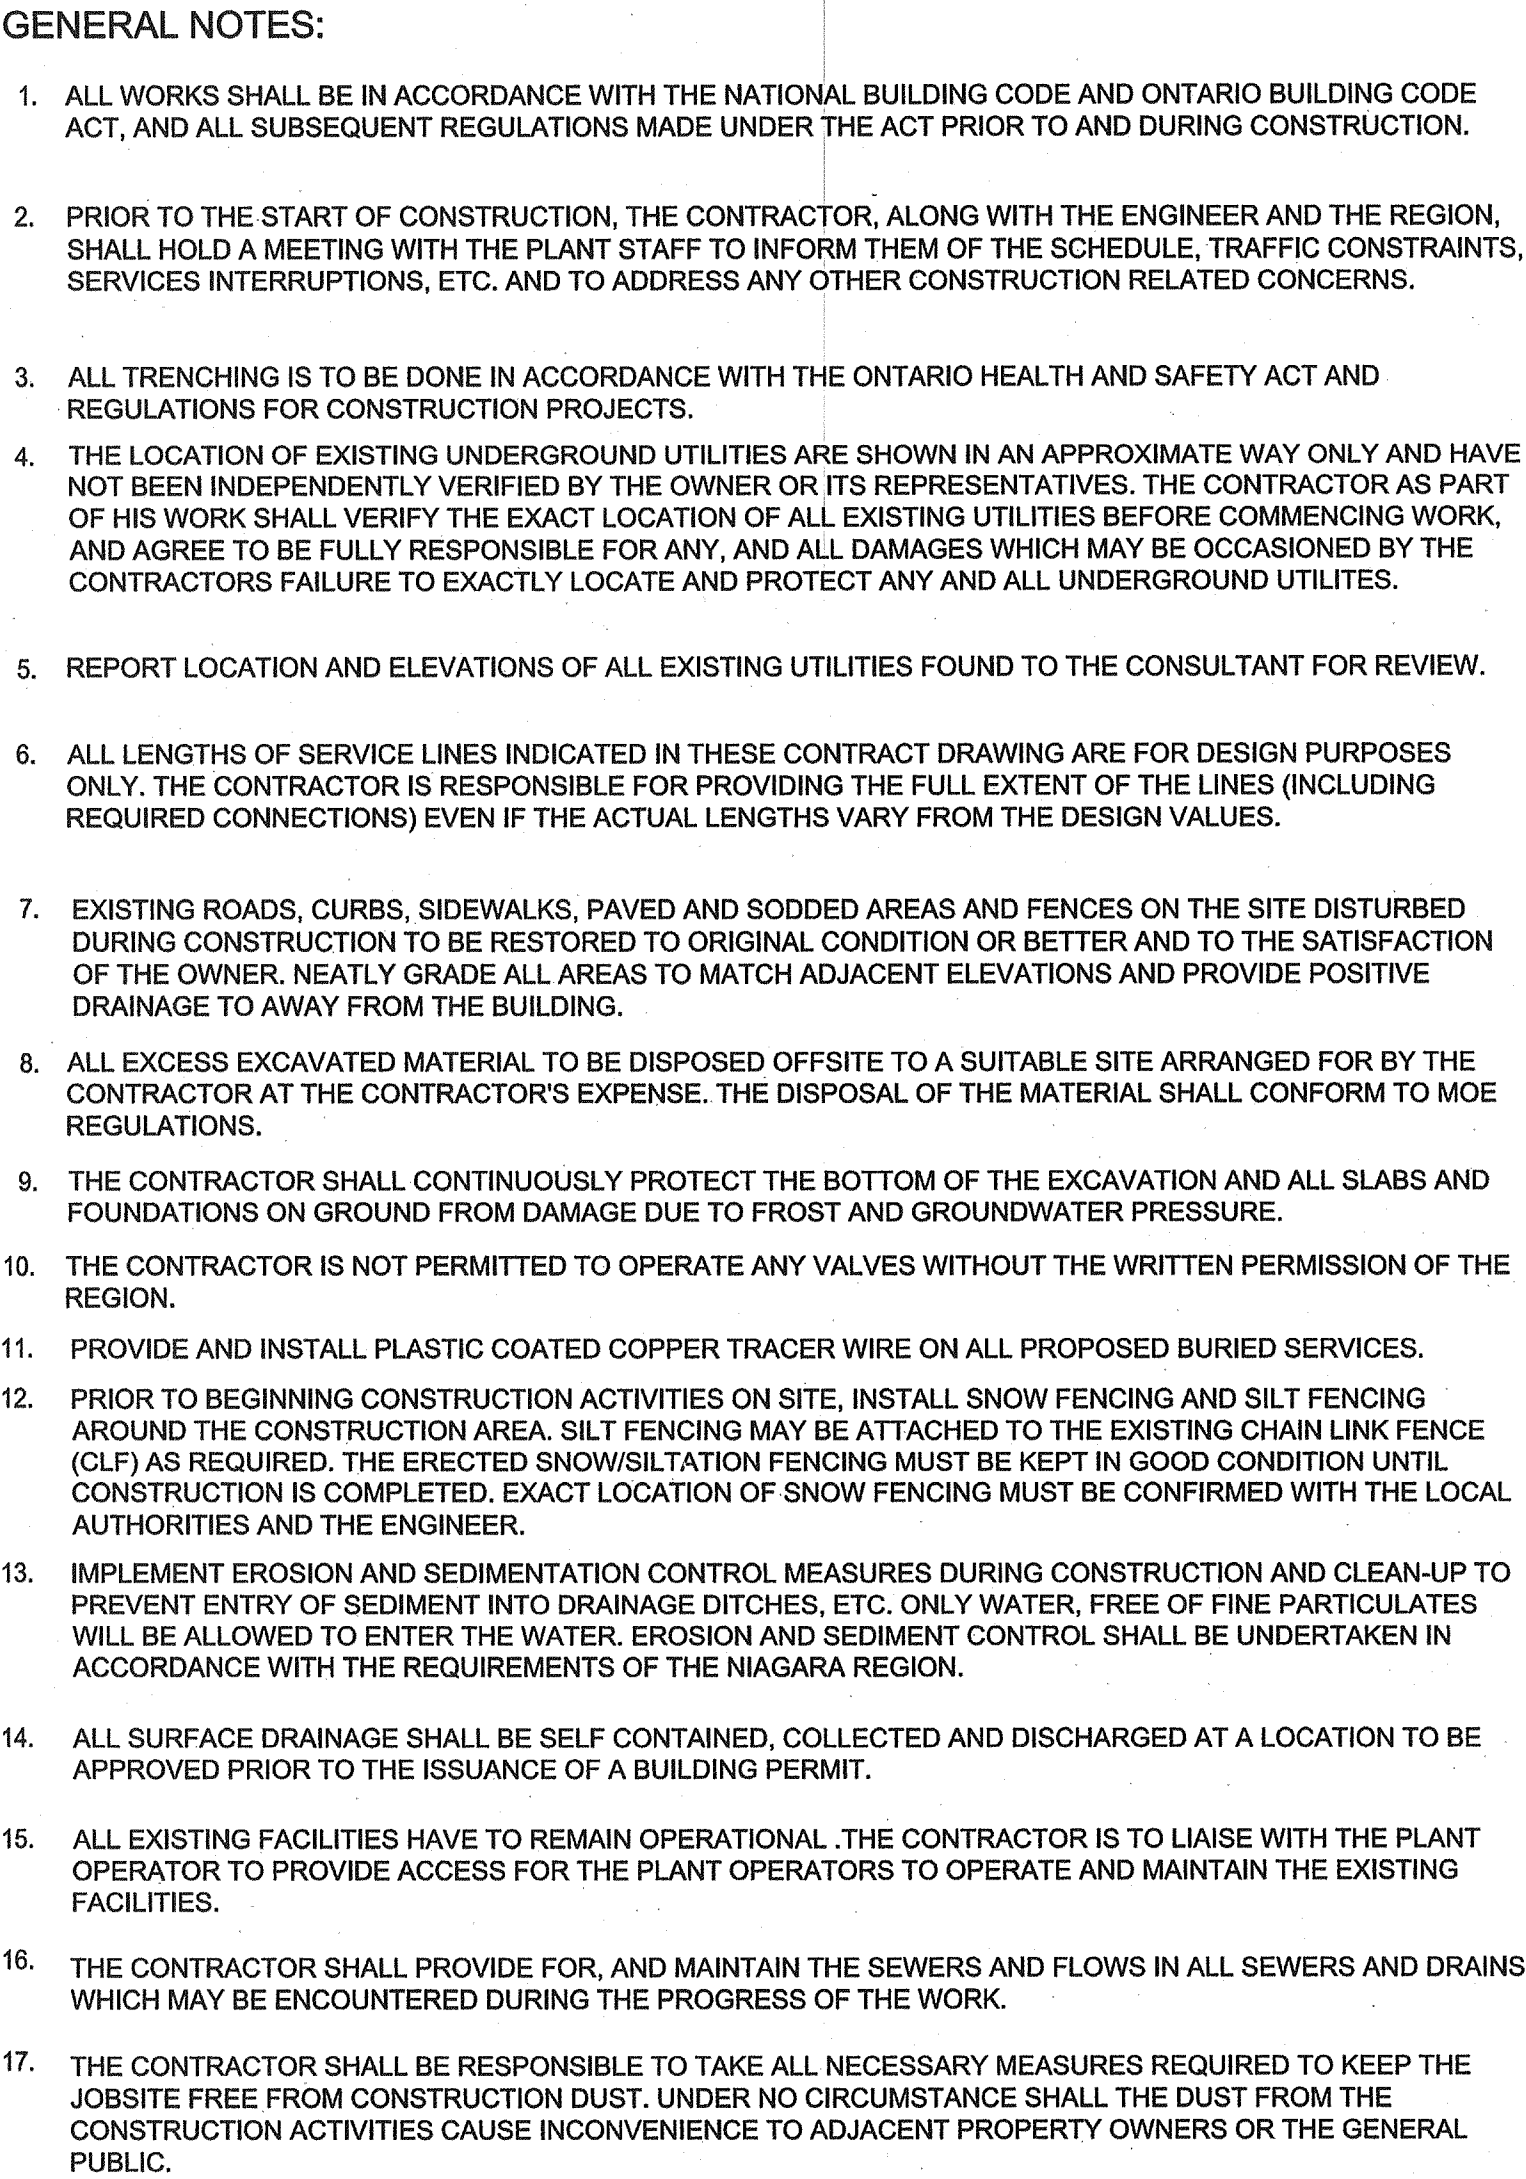 GENERAL NOTES:
1. ALL WORKS SHALL BE IN ACCORDANCE WITH THE NATIONAL BUILDING CODE AND ONTARIO BUILDING CODE
ACT, AND ALL SUBSEQUENT REGULATIONS MADE UNDER THE ACT PRIOR TO AND DURING CONSTRUCTION.
2. PRIOR TO THE START OF CONSTRUCTION, THE CONTRACTOR, ALONG WITH THE ENGINEER AND THE REGION,
SHALL HOLD A MEETING WITH THE PLANT STAFF TO INFORM THEM OF THE SCHEDULE, TRAFFIC CONSTRAINTS,
SERVICES INTERRUPTIONS, ETC. AND TO ADDRESS ANY OTHER CONSTRUCTION RELATED CONCERNS.
3. ALL TRENCHING IS TO BE DONE IN ACCORDANCE WITH THE ONTARIO HEALTH AND SAFETY ACT AND
REGULATIONS FOR CONSTRUCTION PROJECTS.
4. THE LOCATION OF EXISTING UNDERGROUND UTILITIES ARE SHOWN IN AN APPROXIMATE WAY ONLY AND HAVE
NOT BEEN INDEPENDENTLY VERIFIED BY THE OWNER OR ITS REPRESENTATIVES. THE CONTRACTOR AS PART
OF HIS WORK SHALL VERIFY THE EXACT LOCATION OF ALL EXISTING UTILITIES BEFORE COMMENCING WORK,
AND AGREE TO BE FULLY RESPONSIBLE FOR ANY, AND ALL DAMAGES WHICH MAY BE OCCASIONED BY THE
CONTRACTORS FAILURE TO EXACTLY LOCATE AND PROTECT ANY AND ALL UNDERGROUND UTILITES.
5. REPORT LOCATION AND ELEVATIONS OF ALL EXISTING UTILITIES FOUND TO THE CONSULTANT FOR REVIEW.
6. ALL LENGTHS OF SERVICE LINES INDICATED IN THESE CONTRACT DRAWING ARE FOR DESIGN PURPOSES
ONLY. THE CONTRACTOR IS RESPONSIBLE FOR PROVIDING THE FULL EXTENT OF THE LINES (INCLUDING
REQUIRED CONNECTIONS) EVEN IF THE ACTUAL LENGTHS VARY FROM THE DESIGN VALUES.
7. EXISTING ROADS, CURBS, SIDEWALKS, PAVED AND SODDED AREAS AND FENCES ON THE SITE DISTURBED
DURING CONSTRUCTION TO BE RESTORED TO ORIGINAL CONDITION OR BETTER AND TO THE SATISFACTION
OF THE OWNER. NEATLY GRADE ALL AREAS TO MATCH ADJACENT ELEVATIONS AND PROVIDE POSITIVE
DRAINAGE TO AWAY FROM THE BUILDING.
8. ALL EXCESS EXCAVATED MATERIAL TO BE DISPOSED OFFSITE TO A SUITABLE SITE ARRANGED FOR BY THE
CONTRACTOR AT THE CONTRACTOR'S EXPENSE. THE DISPOSAL OF THE MATERIAL SHALL CONFORM TO MOE
REGULATIONS.
9. THE CONTRACTOR SHALL CONTINUOUSLY PROTECT THE BOTTOM OF THE EXCAVATION AND ALL SLABS AND
FOUNDATIONS ON GROUND FROM DAMAGE DUE TO FROST AND GROUNDWATER PRESSURE.
10. THE CONTRACTOR IS NOT PERMITTED TO OPERATE ANY VALVES WITHOUT THE WRITTEN PERMISSION OF THE
REGION.
11. PROVIDE AND INSTALL PLASTIC COATED COPPER TRACER WIRE ON ALL PROPOSED BURIED SERVICES.
12. PRIOR TO BEGINNING CONSTRUCTION ACTIVITIES ON SITE, INSTALL SNOW FENCING AND SILT FENCING
AROUND THE CONSTRUCTION AREA. SILT FENCING MAY BE ATTACHED TO THE EXISTING CHAIN LINK FENCE
(CLF) AS REQUIRED. THE ERECTED SNOW/SILTATION FENCING MUST BE KEPT IN GOOD CONDITION UNTIL
CONSTRUCTION IS COMPLETED. EXACT LOCATION OF SNOW FENCING MUST BE CONFIRMED WITH THE LOCAL
AUTHORITIES AND THE ENGINEER.
13. IMPLEMENT EROSION AND SEDIMENTATION CONTROL MEASURES DURING CONSTRUCTION AND CLEAN-UP TO
PREVENT ENTRY OF SEDIMENT INTO DRAINAGE DITCHES, ETC. ONLY WATER, FREE OF FINE PARTICULATES
WILL BE ALLOWED TO ENTER THE WATER. EROSION AND SEDIMENT CONTROL SHALL BE UNDERTAKEN IN
ACCORDANCE WITH THE REQUIREMENTS OF THE NIAGARA REGION.
14. ALL SURFACE DRAINAGE SHALL BE SELF CONTAINED, COLLECTED AND DISCHARGED AT A LOCATION TO BE
APPROVED PRIOR TO THE ISSUANCE OF A BUILDING PERMIT.
15. ALL EXISTING FACILITIES HAVE TO REMAIN OPERATIONAL .THE CONTRACTOR IS TO LIAISE WITH THE PLANT
OPERATOR TO PROVIDE ACCESS FOR THE PLANT OPERATORS TO OPERATE AND MAINTAIN THE EXISTING
FACILITIES.
16. THE CONTRACTOR SHALL PROVIDE FOR, AND MAINTAIN THE SEWERS AND FLOWS IN ALL SEWERS AND DRAINS
WHICH MAY BE ENCOUNTERED DURING THE PROGRESS OF THE WORK.
17. THE CONTRACTOR SHALL BE RESPONSIBLE TO TAKE ALL NECESSARY MEASURES REQUIRED TO KEEP THE
JOBSITE FREE FROM CONSTRUCTION DUST. UNDER NO CIRCUMSTANCE SHALL THE DUST FROM THE
CONSTRUCTION ACTIVITIES CAUSE INCONVENIENCE TO ADJACENT PROPERTY OWNERS OR THE GENERAL
PUBLIC.